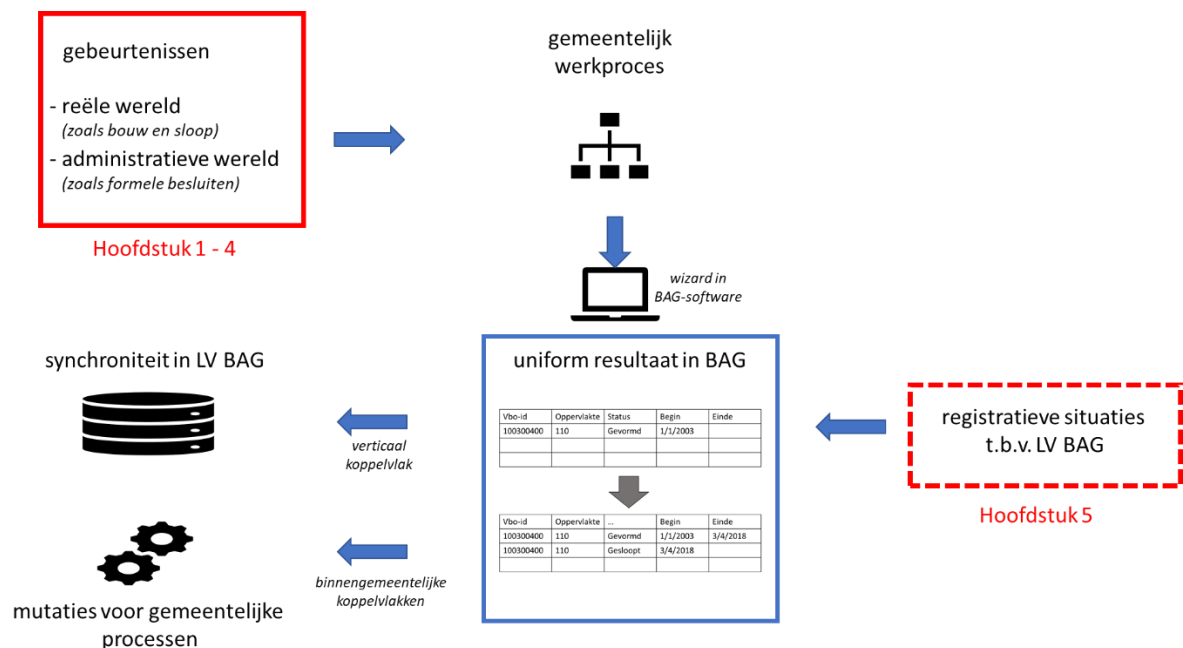 gebeurtenissen
- reële wereld
(zoals bouw en sloop)
- administratieve wereld
(zoals formele besluiten)
Hoofdstuk 1 - 4
gemeentelijk
werkproces
wizard in
BAG-software
uniform resultaat in BAG
Vbo-id Oppervlakte Status Begin Einde
100300400 110 Gevormd 1/1/2003
Vbo-id Oppervlakte ... Begin Einde
100300400 110 Gevormd 1/1/2003 3/4/2018
100300400 110 Gesloopt 3/4/2018
synchroniteit in LV BAG
verticaal
koppelvlak
binnengemeentelijke
koppelvlakken
mutaties voor gemeentelijke
processen
registratieve situaties
t.b.v. LV BAG
Hoofdstuk 5